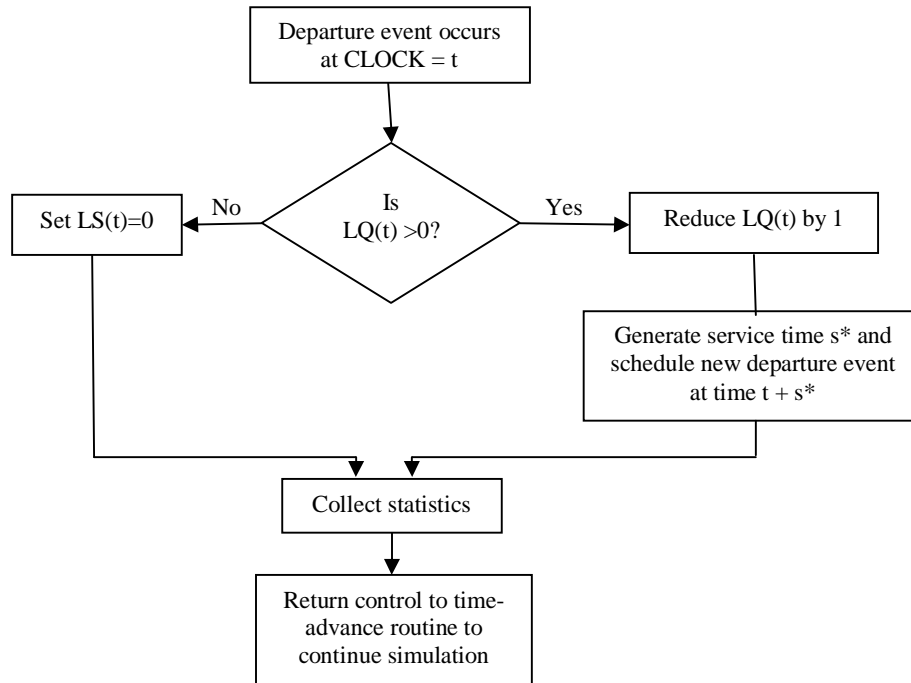 Departure event occurs
at CLOCK = t
Is
LQ(t) >0?
No
Yes
Set LS(t)=0
Reduce LQ(t) by 1
Generate service time s* and
schedule new departure event
at time t + s*
Collect statistics
Return control to time-
advance routine to
continue simulation